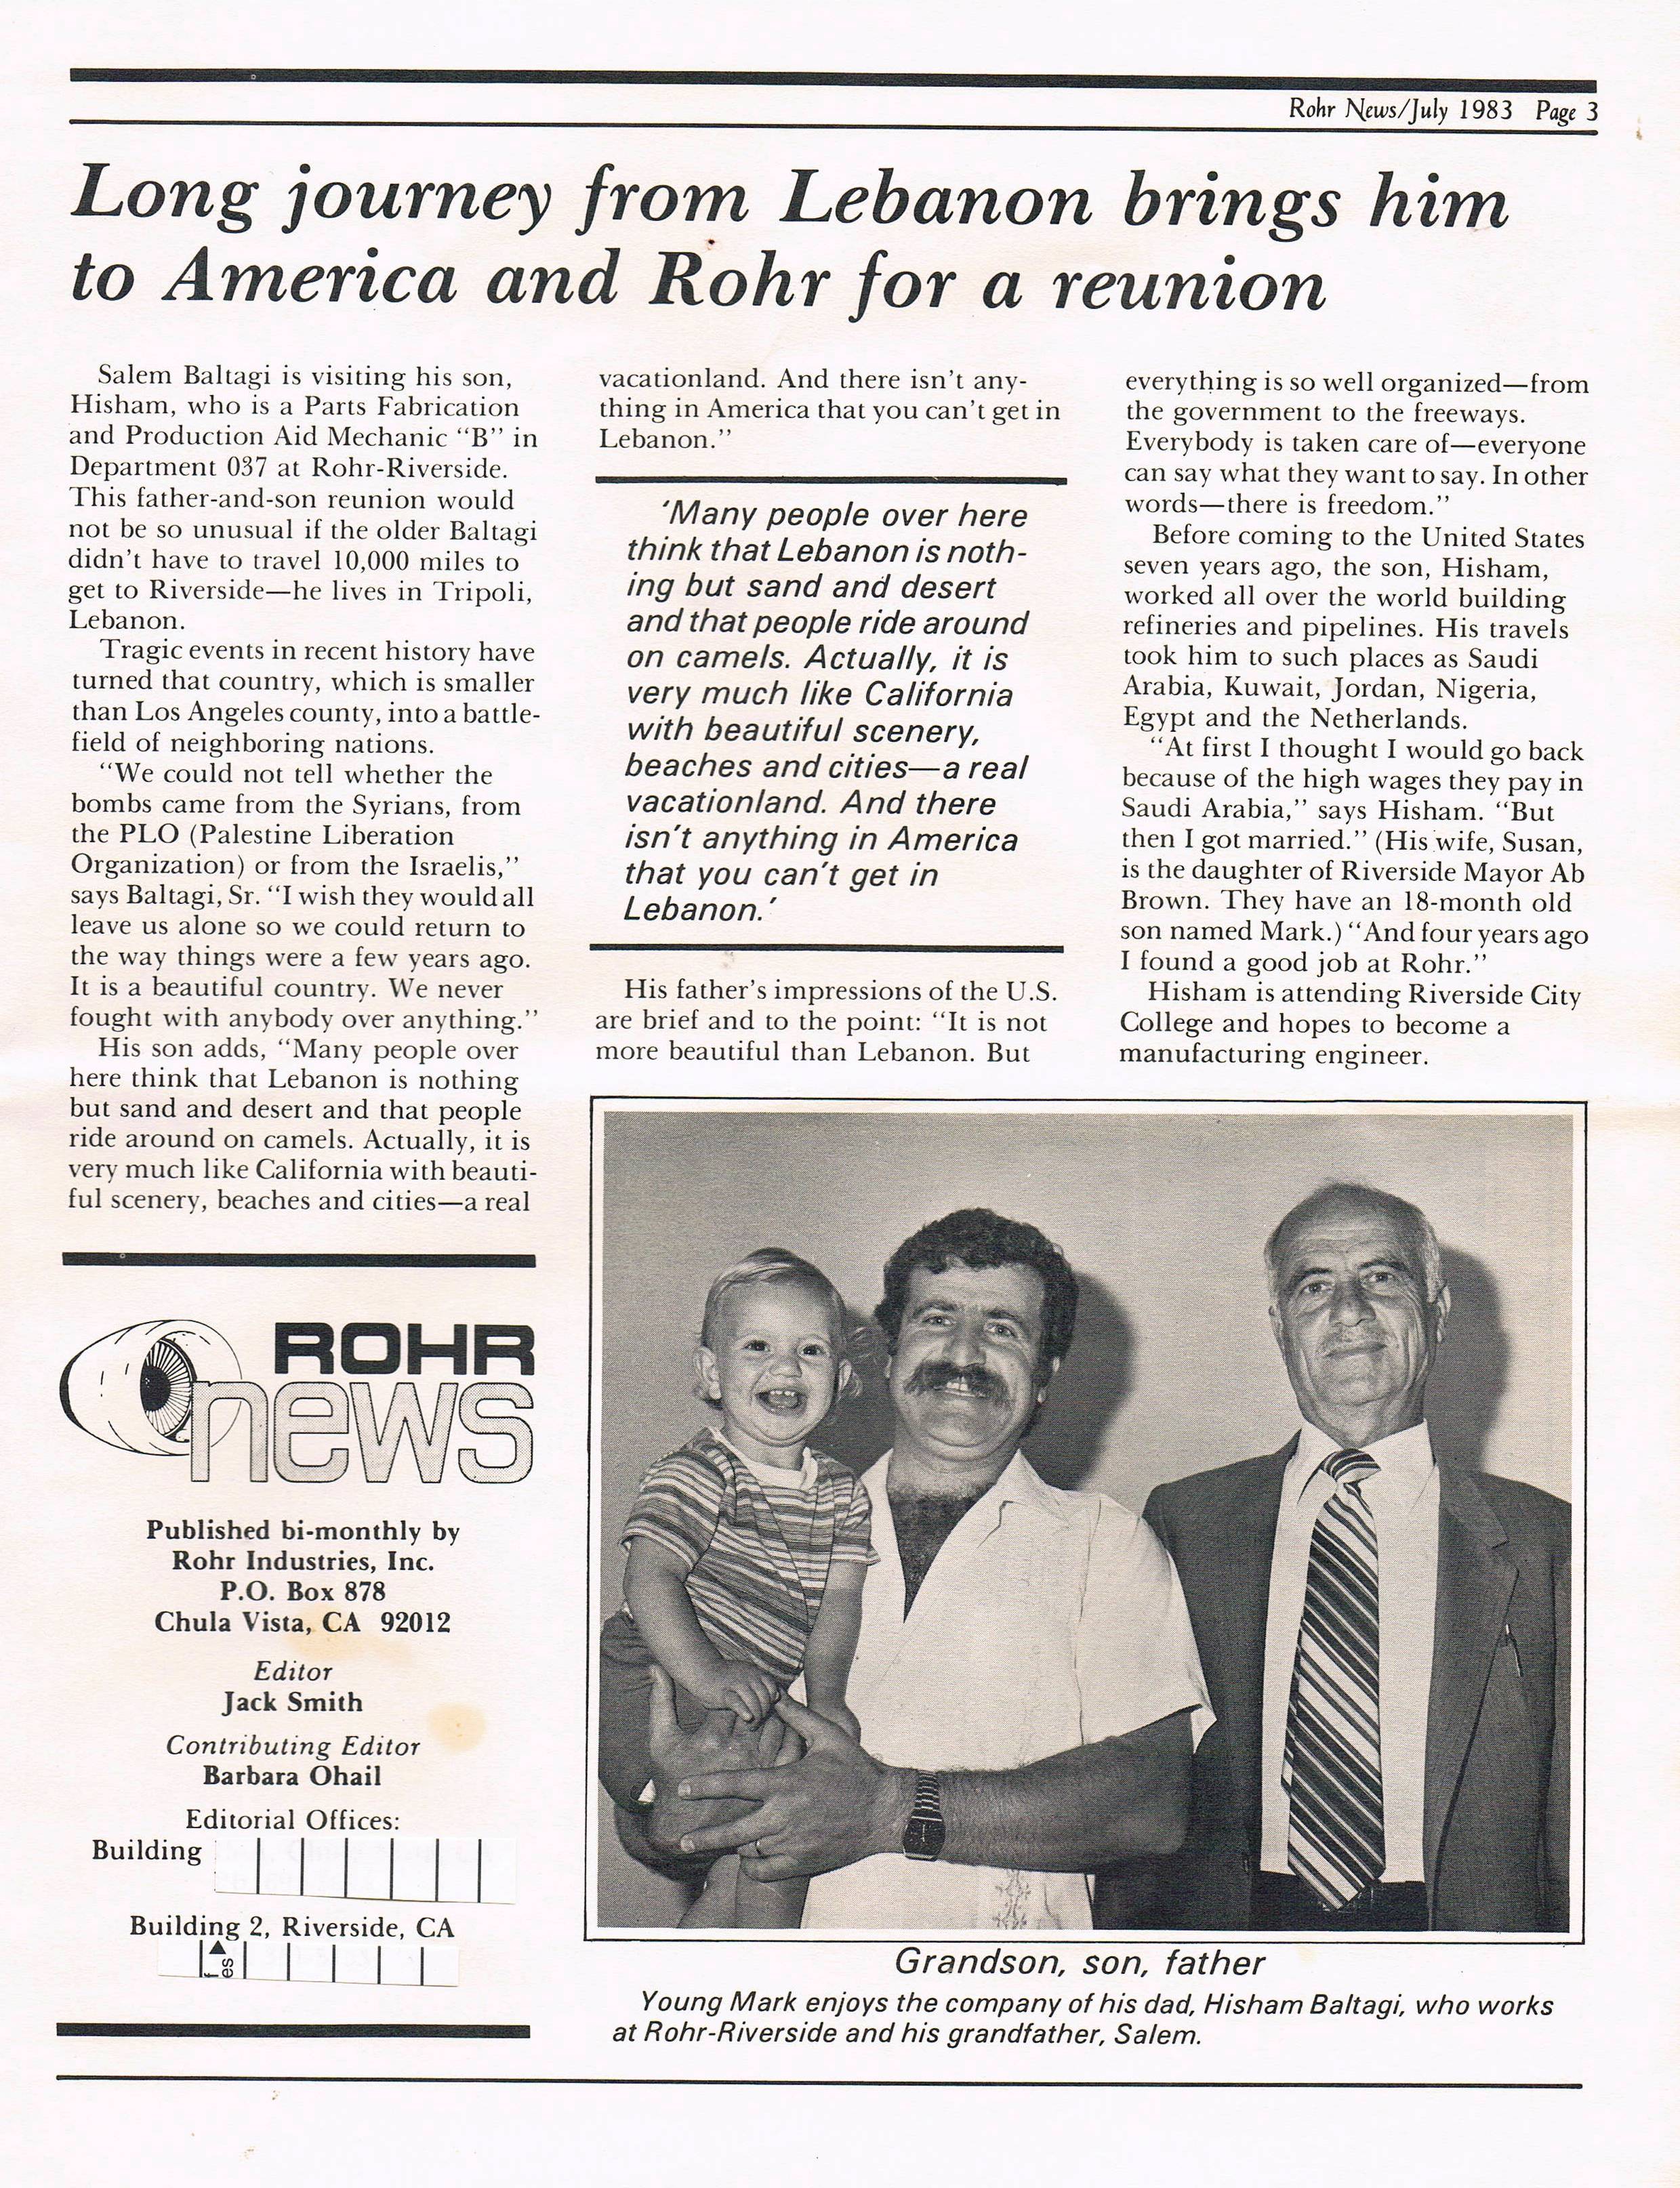 Rohr News/July 1983 Page 3
Long journey from Lebanon brings him
to America and Rohr for a reunion
Salem Baltagi is visiting his son,
Hisham, who is a Parts Fabrication
and Production Aid Mechanic “B” in
Department 037 at Rohr-Riverside.
This father-and-son reunion would
not be so unusual if the older Baltagi
didn’t have to travel 10,000 miles to
get to Riverside—he lives in Tripoli,
Lebanon.
Tragic events in recent history have
turned that country, which is smaller
than Los Angeles county, into a battle-
field of neighboring nations.
“We could not tell whether the
bombs came from the Syrians, from
the PLO (Palestine Liberation
Organization) or from the Israelis,”
says Baltagi, Sr. “I wish they would all
leave us alone so we could return to
the way things were a few years ago.
It is a beautiful country. We never
fought with anybody over anything.”
His son adds, “Many people over
here think that Lebanon is nothing
but sand and desert and that people
ride around on camels. Actually, it is
very much like California with beauti-
ful scenery, beaches and cities—a real
vacationland. And there isn’t any-
thing in America that you can’t get in
Lebanon.”
‘Many people over here
think that Lebanon is noth-
ing but sand and desert
and that people ride around
on camels. Actually, it is
very much like California
with beautiful scenery,
beaches and cities—a real
vacationland. And there
isn’t anything in America
that you can’t get in
Lebanon.’
His father’s impressions of the U.S.
are brief and to the point: “It is not
more beautiful than Lebanon. But
everything is so well organized—from
the government to the freeways.
Everybody is taken care of—everyone
can say what they want to say. In other
words—there is freedom.”
Before coming to the United States
seven years ago, the son, Hisham,
worked all over the world building
refineries and pipelines. His travels
took him to such places as Saudi
Arabia, Kuwait, Jordan, Nigeria,
Egypt and the Netherlands.
“At first I thought I would go back
because of the high wages they pay in
Saudi Arabia,” says Hisham. “But
then I got married.” (His wife, Susan,
is the daughter of Riverside Mayor Ab
Brown. They have an 18-month old
son named Mark.) “And four years ago
I found a good job at Rohr.”
Hisham is attending Riverside City
College and hopes to become a
manufacturing engineer.
ROHR
news
Published bi-monthly by
Rohr Industries, Inc.
P.O. Box 878
Chula Vista, CA 92012
Editor
Jack Smith
Contributing Editor
Barbara Ohail
Editorial Offices:
Building
Building 2, Riverside, CA
Grandson, son, father
Young Mark enjoys the company of his dad, Hisham Baltagi, who works
at Rohr-Riverside and his grandfather, Salem.